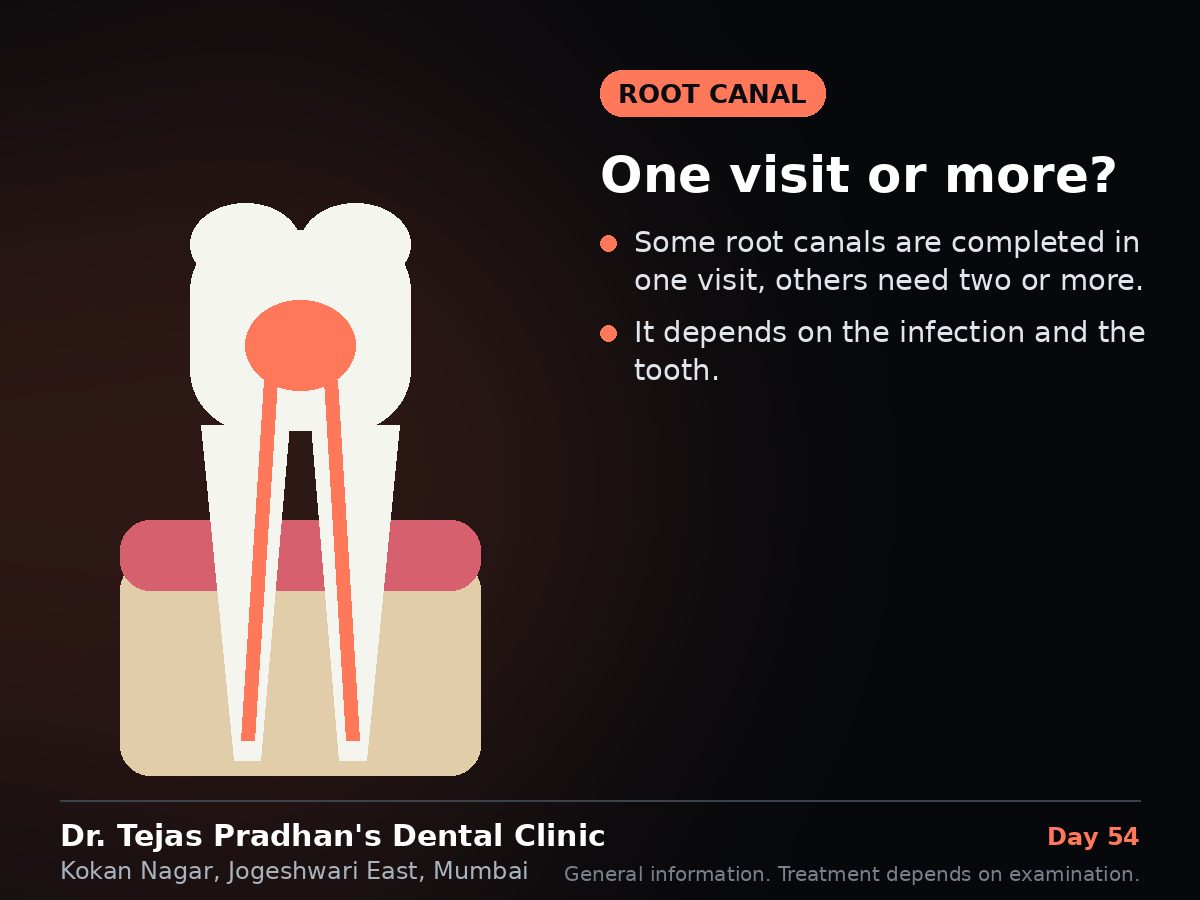 ROOT CANAL
One visit or more?
Some root canals are completed in
one visit, others need two or more.
It depends on the infection and the
tooth.
Dr. Tejas Pradhan's Dental Clinic
Day 54
Kokan Nagar, Jogeshwari East, Mumbai
General information. Treatment depends on examination.